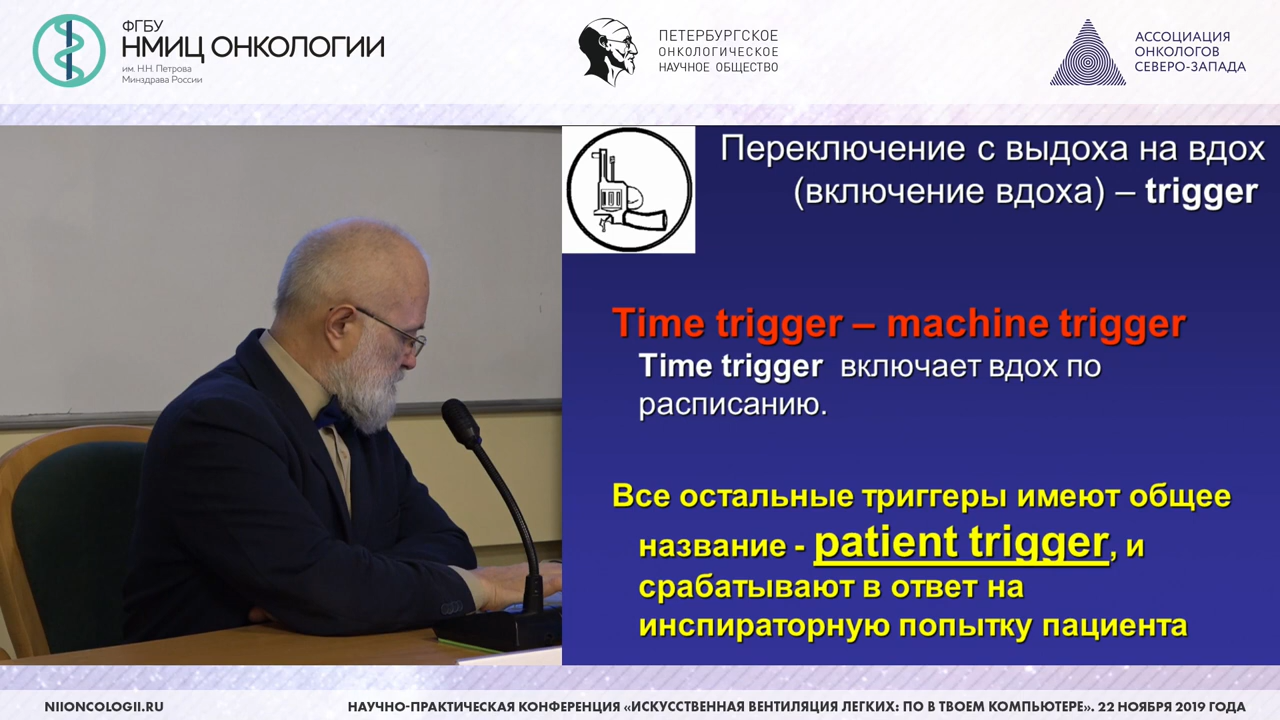 ФГБУ
НМИЦ ОНКОЛОГИИ
им. Н.Н. Петрова
Минздрава России
ПЕТЕРБУРГСКОЕ
ОНКОЛОГИЧЕСКОЕ
НАУЧНОЕ ОБЩЕСТВО
АССОЦИАЦИЯ
ОНКОЛОГОВ
СЕВЕРО-ЗАПАДА
Переключение с выдоха на вдох
(включение вдоха) – trigger
Time trigger – machine trigger
Time trigger включает вдох по
расписанию.
Все остальные триггеры имеют общее
название - patient trigger, и
срабатывают в ответ на
инспираторную попытку пациента
NIIONCOLOGII.RU
НАУЧНО-ПРАКТИЧЕСКАЯ КОНФЕРЕНЦИЯ «ИСКУССТВЕННАЯ ВЕНТИЛЯЦИЯ ЛЕГКИХ: ПО В ТВОЕМ КОМПЬЮТЕРЕ». 22 НОЯБРЯ 2019 ГОДА